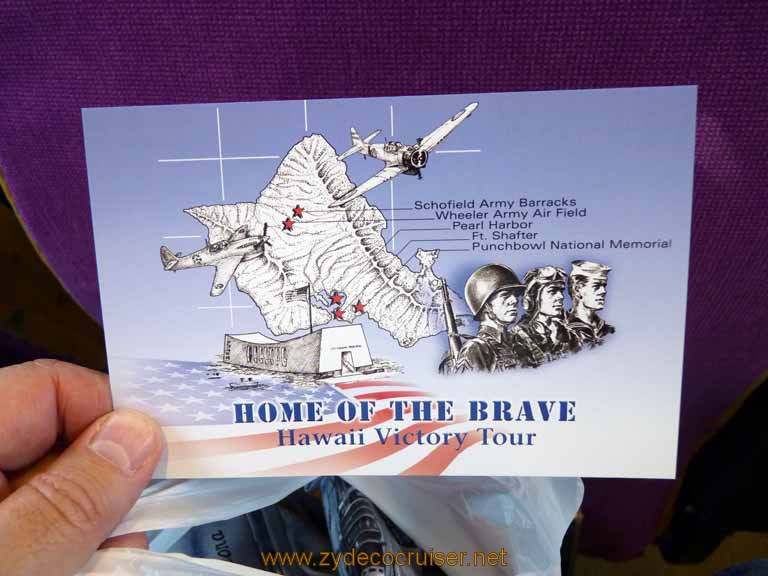 Schofield Army Barracks
Wheeler Army Air Field
Pearl Harbor
Ft. Shafter
Punchbowl National Memorial
HOME OF THE BRAVE
Hawaii Victory Tour
ona
www.zydecocruiser.net